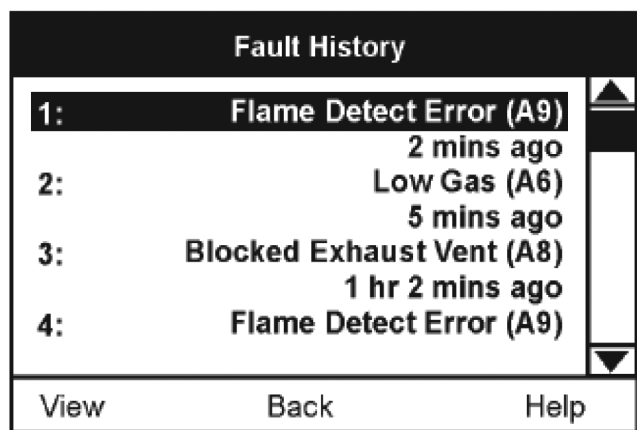 Fault History
1: Flame Detect Error (A9)
2 mins ago
2: Low Gas (A6)
5 mins ago
3: Blocked Exhaust Vent (A8)
1 hr 2 mins ago
4: Flame Detect Error (A9)
View Back Help